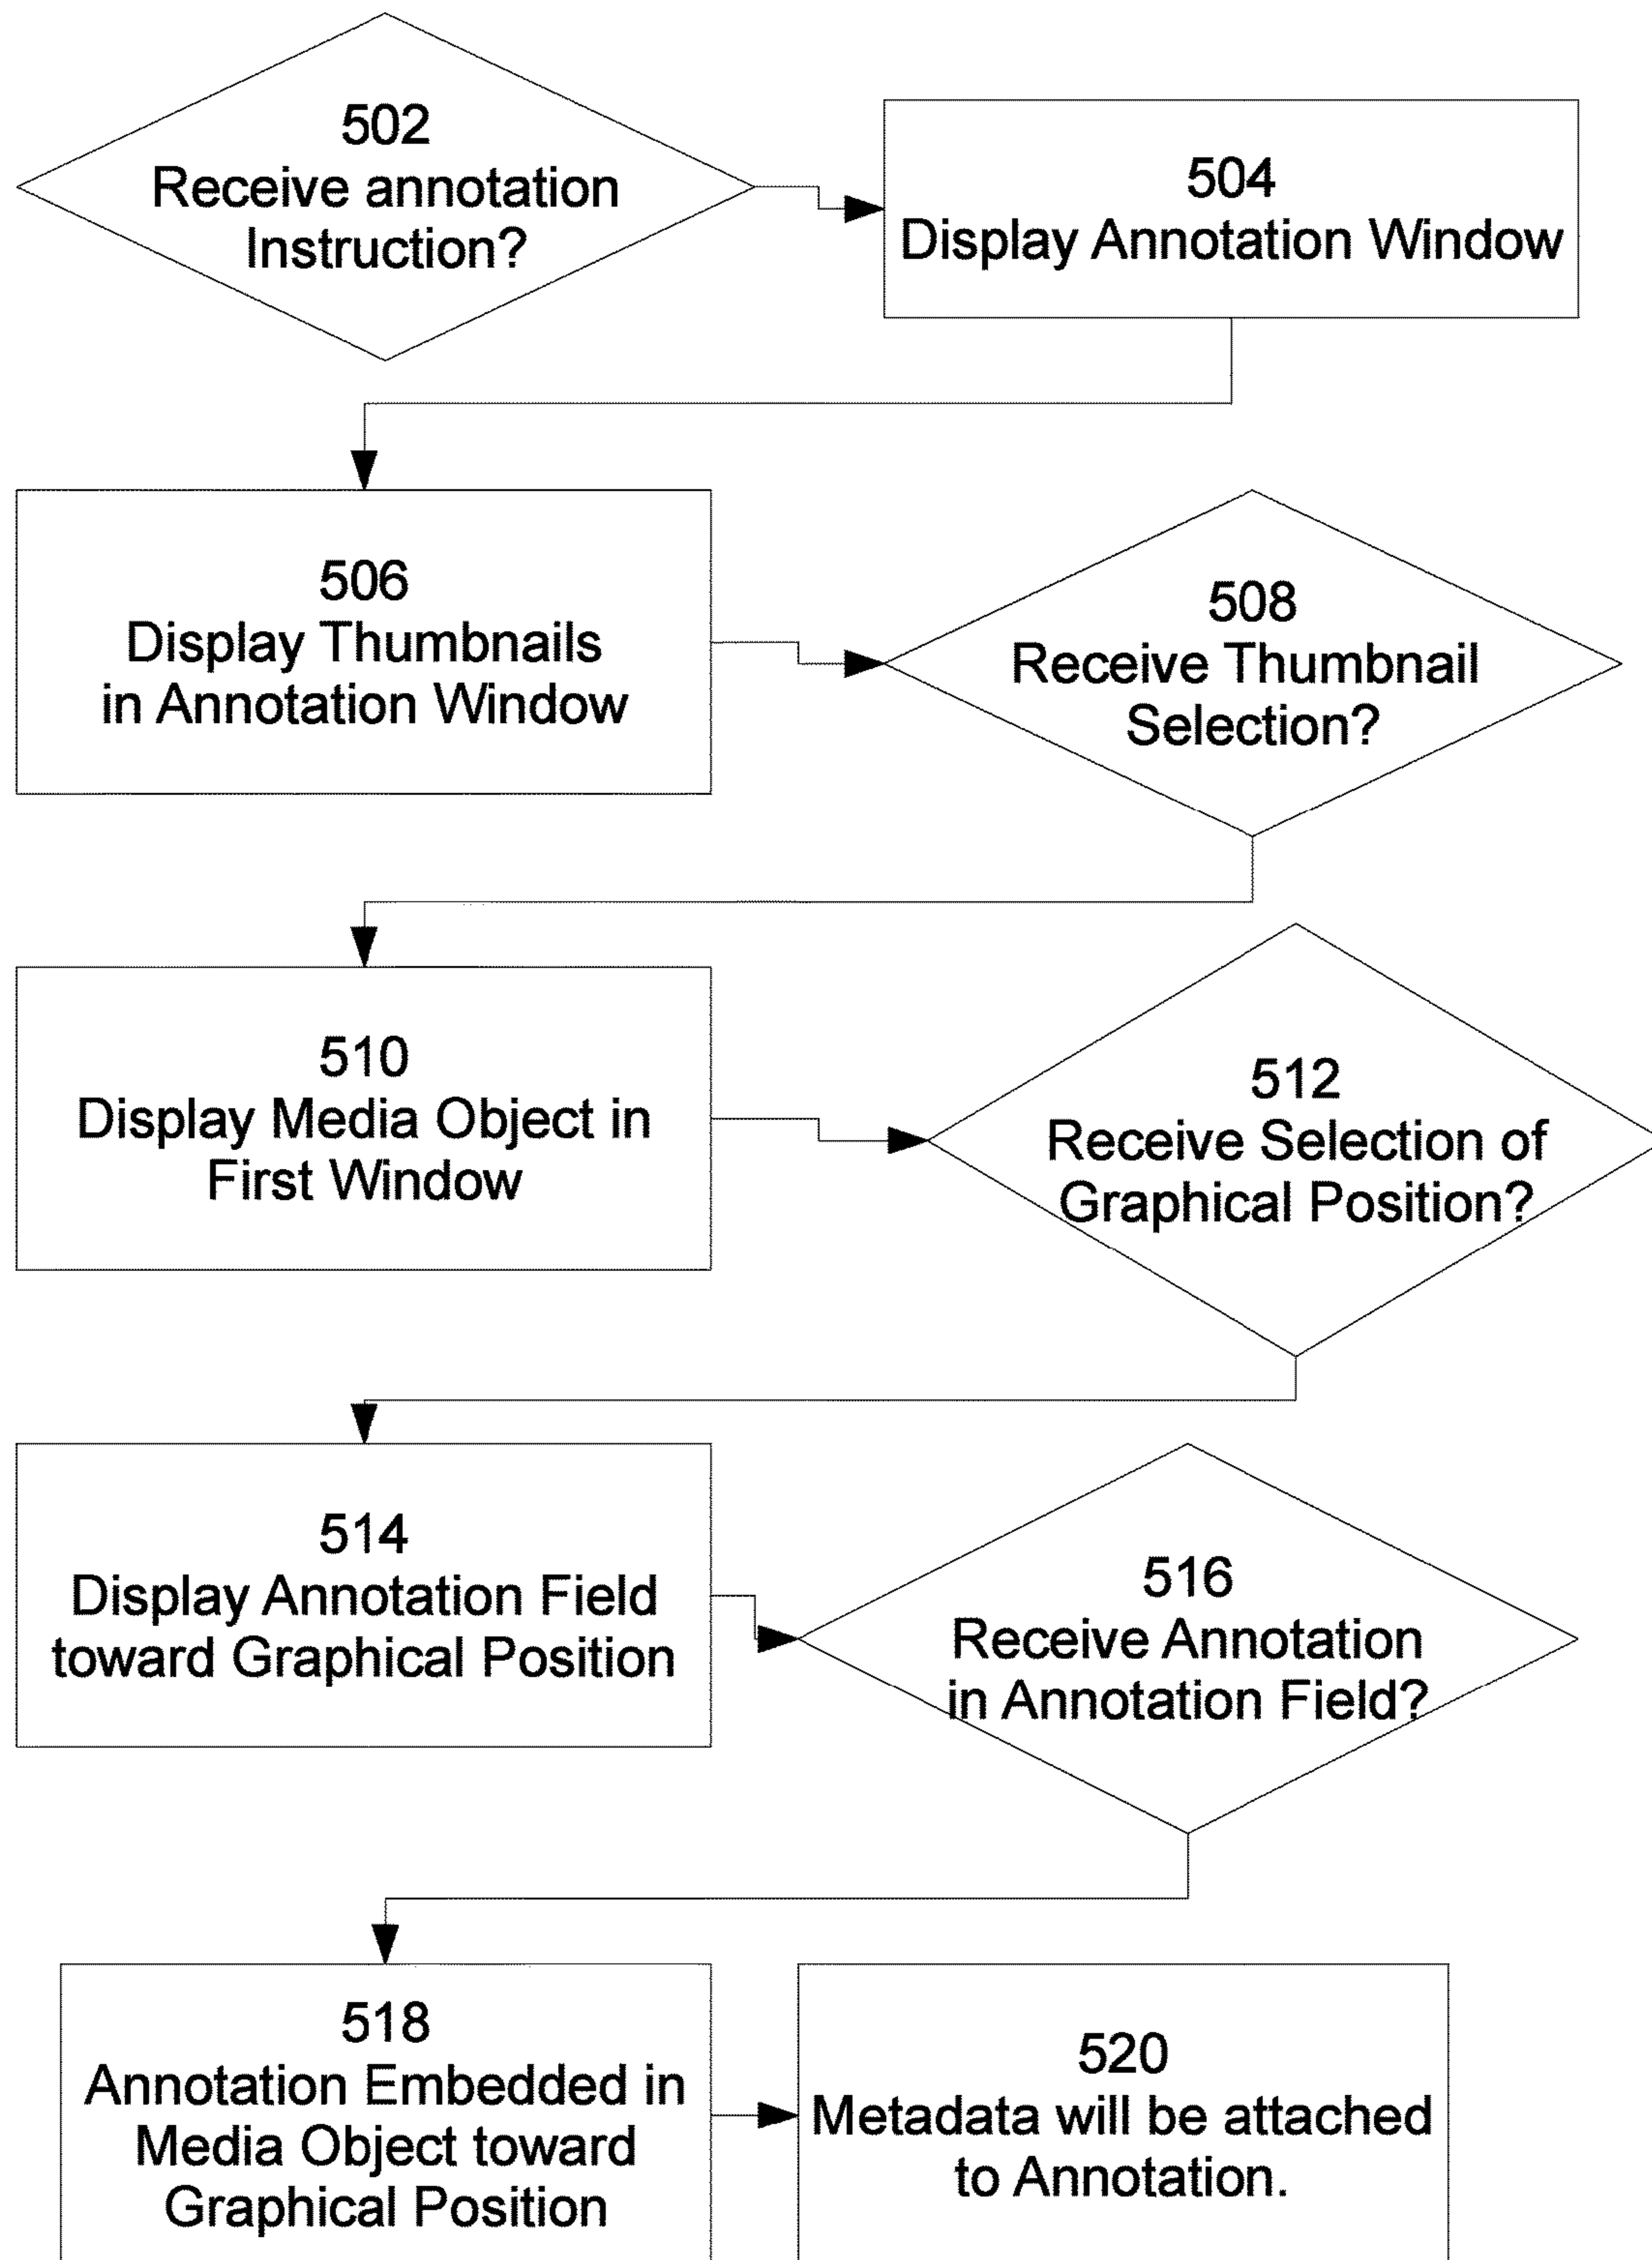 502
Receive annotation
Instruction?
504
Display Annotation Window
506
Display Thumbnails
in Annotation Window
508
Receive Thumbnail
Selection?
510
Display Media Object in
First Window
512
Receive Selection of
Graphical Position?
514
Display Annotation Field
toward Graphical Position
516
Receive Annotation
in Annotation Field?
518
Annotation Embedded in
Media Object toward
Graphical Position
520
Metadata will be attached
to Annotation.